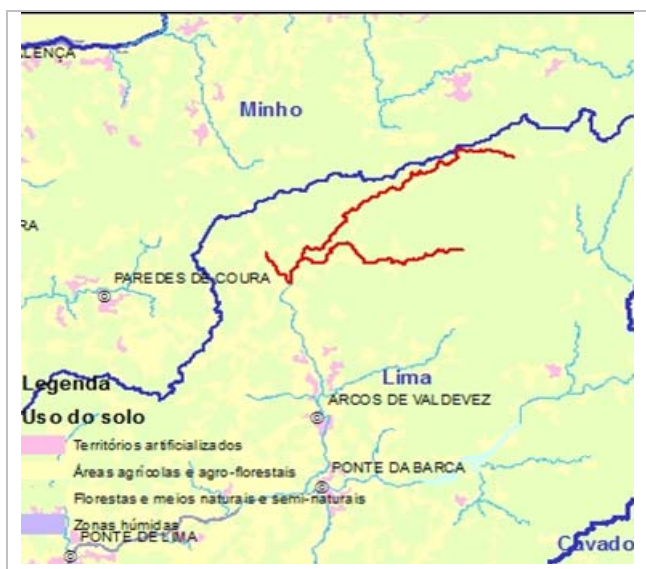 LENÇA
Minho
RA
PAREDES DE COURA
Legenda
Lima
Uso do solo
ARCOS DE VALDEVEZ
Territórios artificializados
Áreas agrícolas e agro-florestais
PONTE DA BARCA
Florestas e meios naturais e semi-naturais
Zonas húmidas
PONTE DE LIMA
Cavado